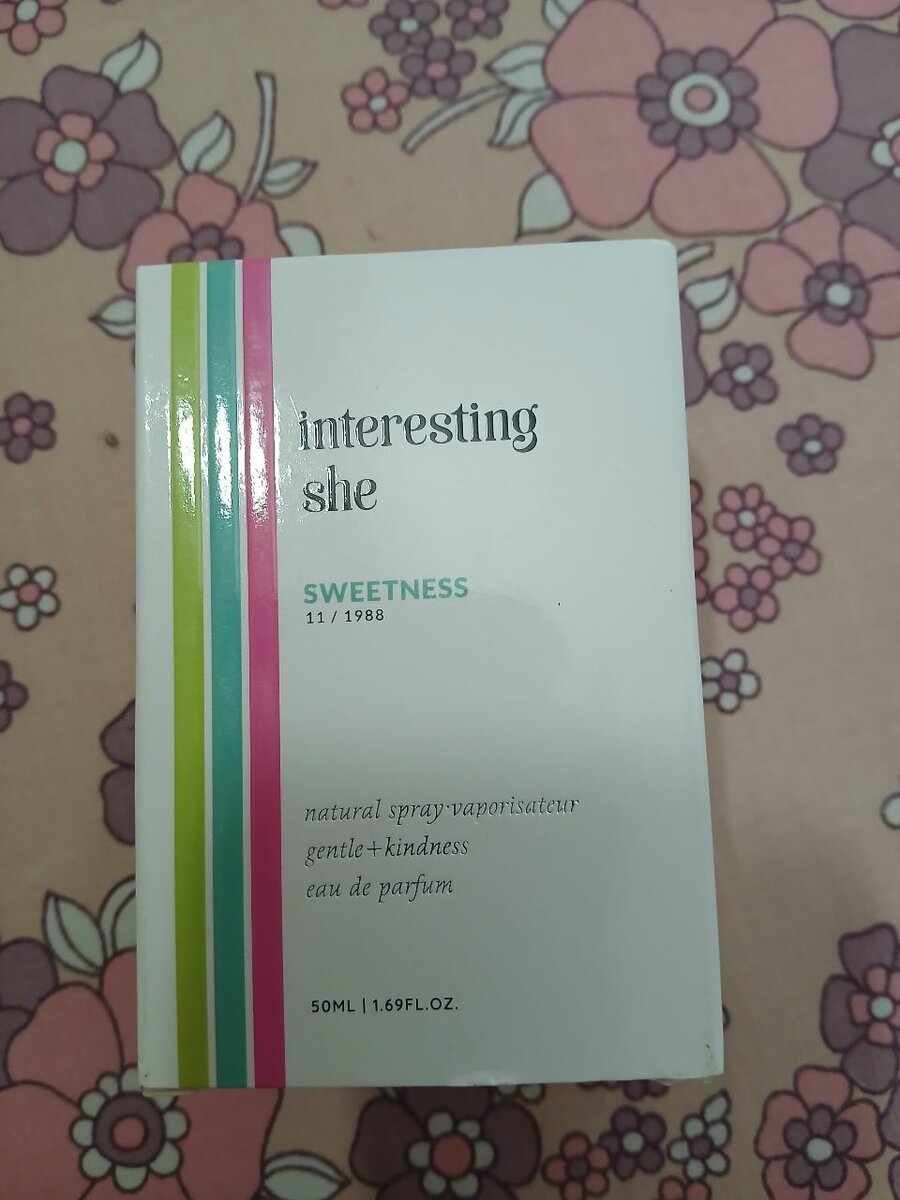 interesting
she
SWEETNESS
11 / 1988
natural spray·vaporisateur
gentle+kindness
eau de parfum
50ML | 1.69FL.OZ.